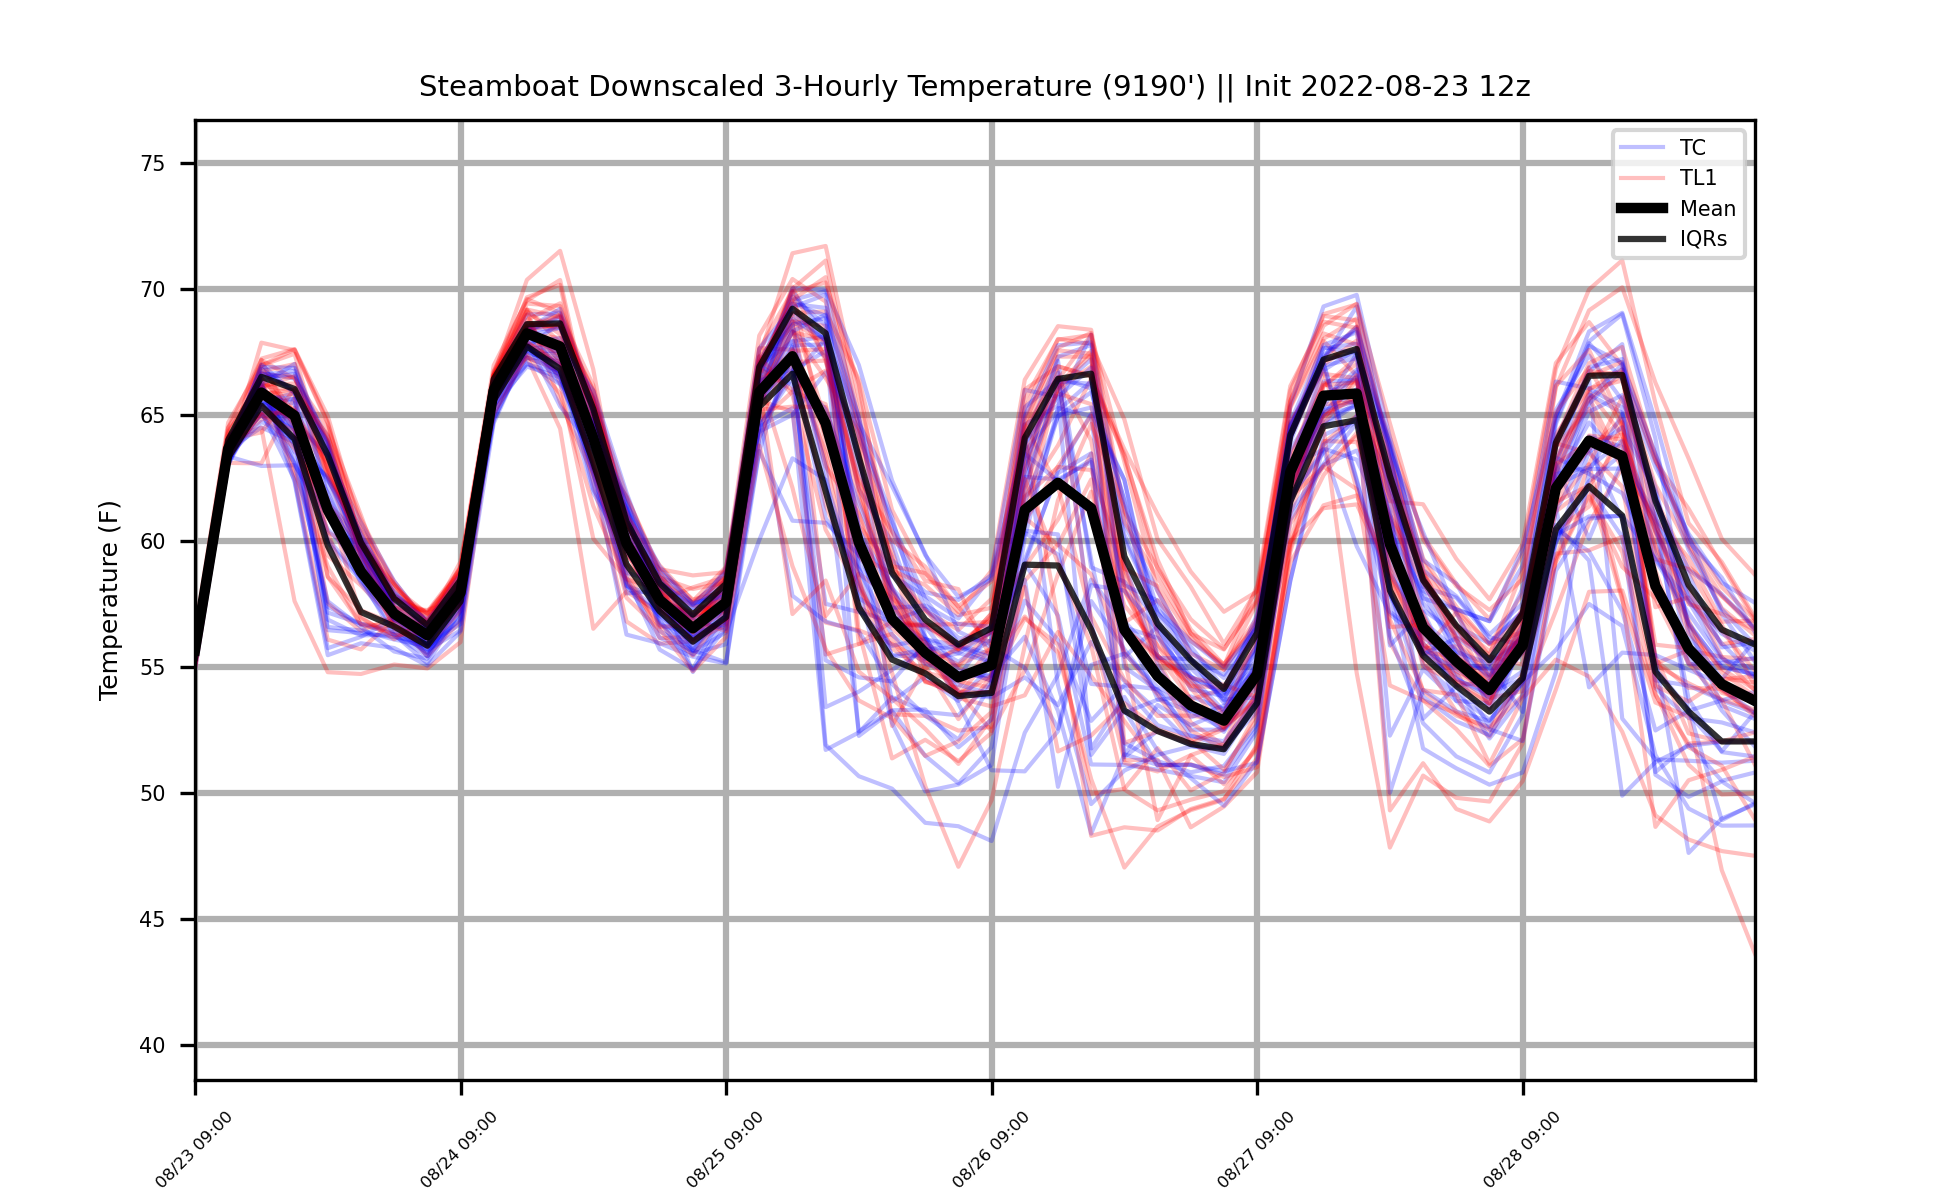 Steamboat Downscaled 3-Hourly Temperature (9190') || Init 2022-08-23 12z
TC
TL1
Mean
IQRs
Temperature (F)
75
70
65
60
55
50
45
40
08/23 09:00
08/24 09:00
08/25 09:00
08/26 09:00
08/27 09:00
08/28 09:00